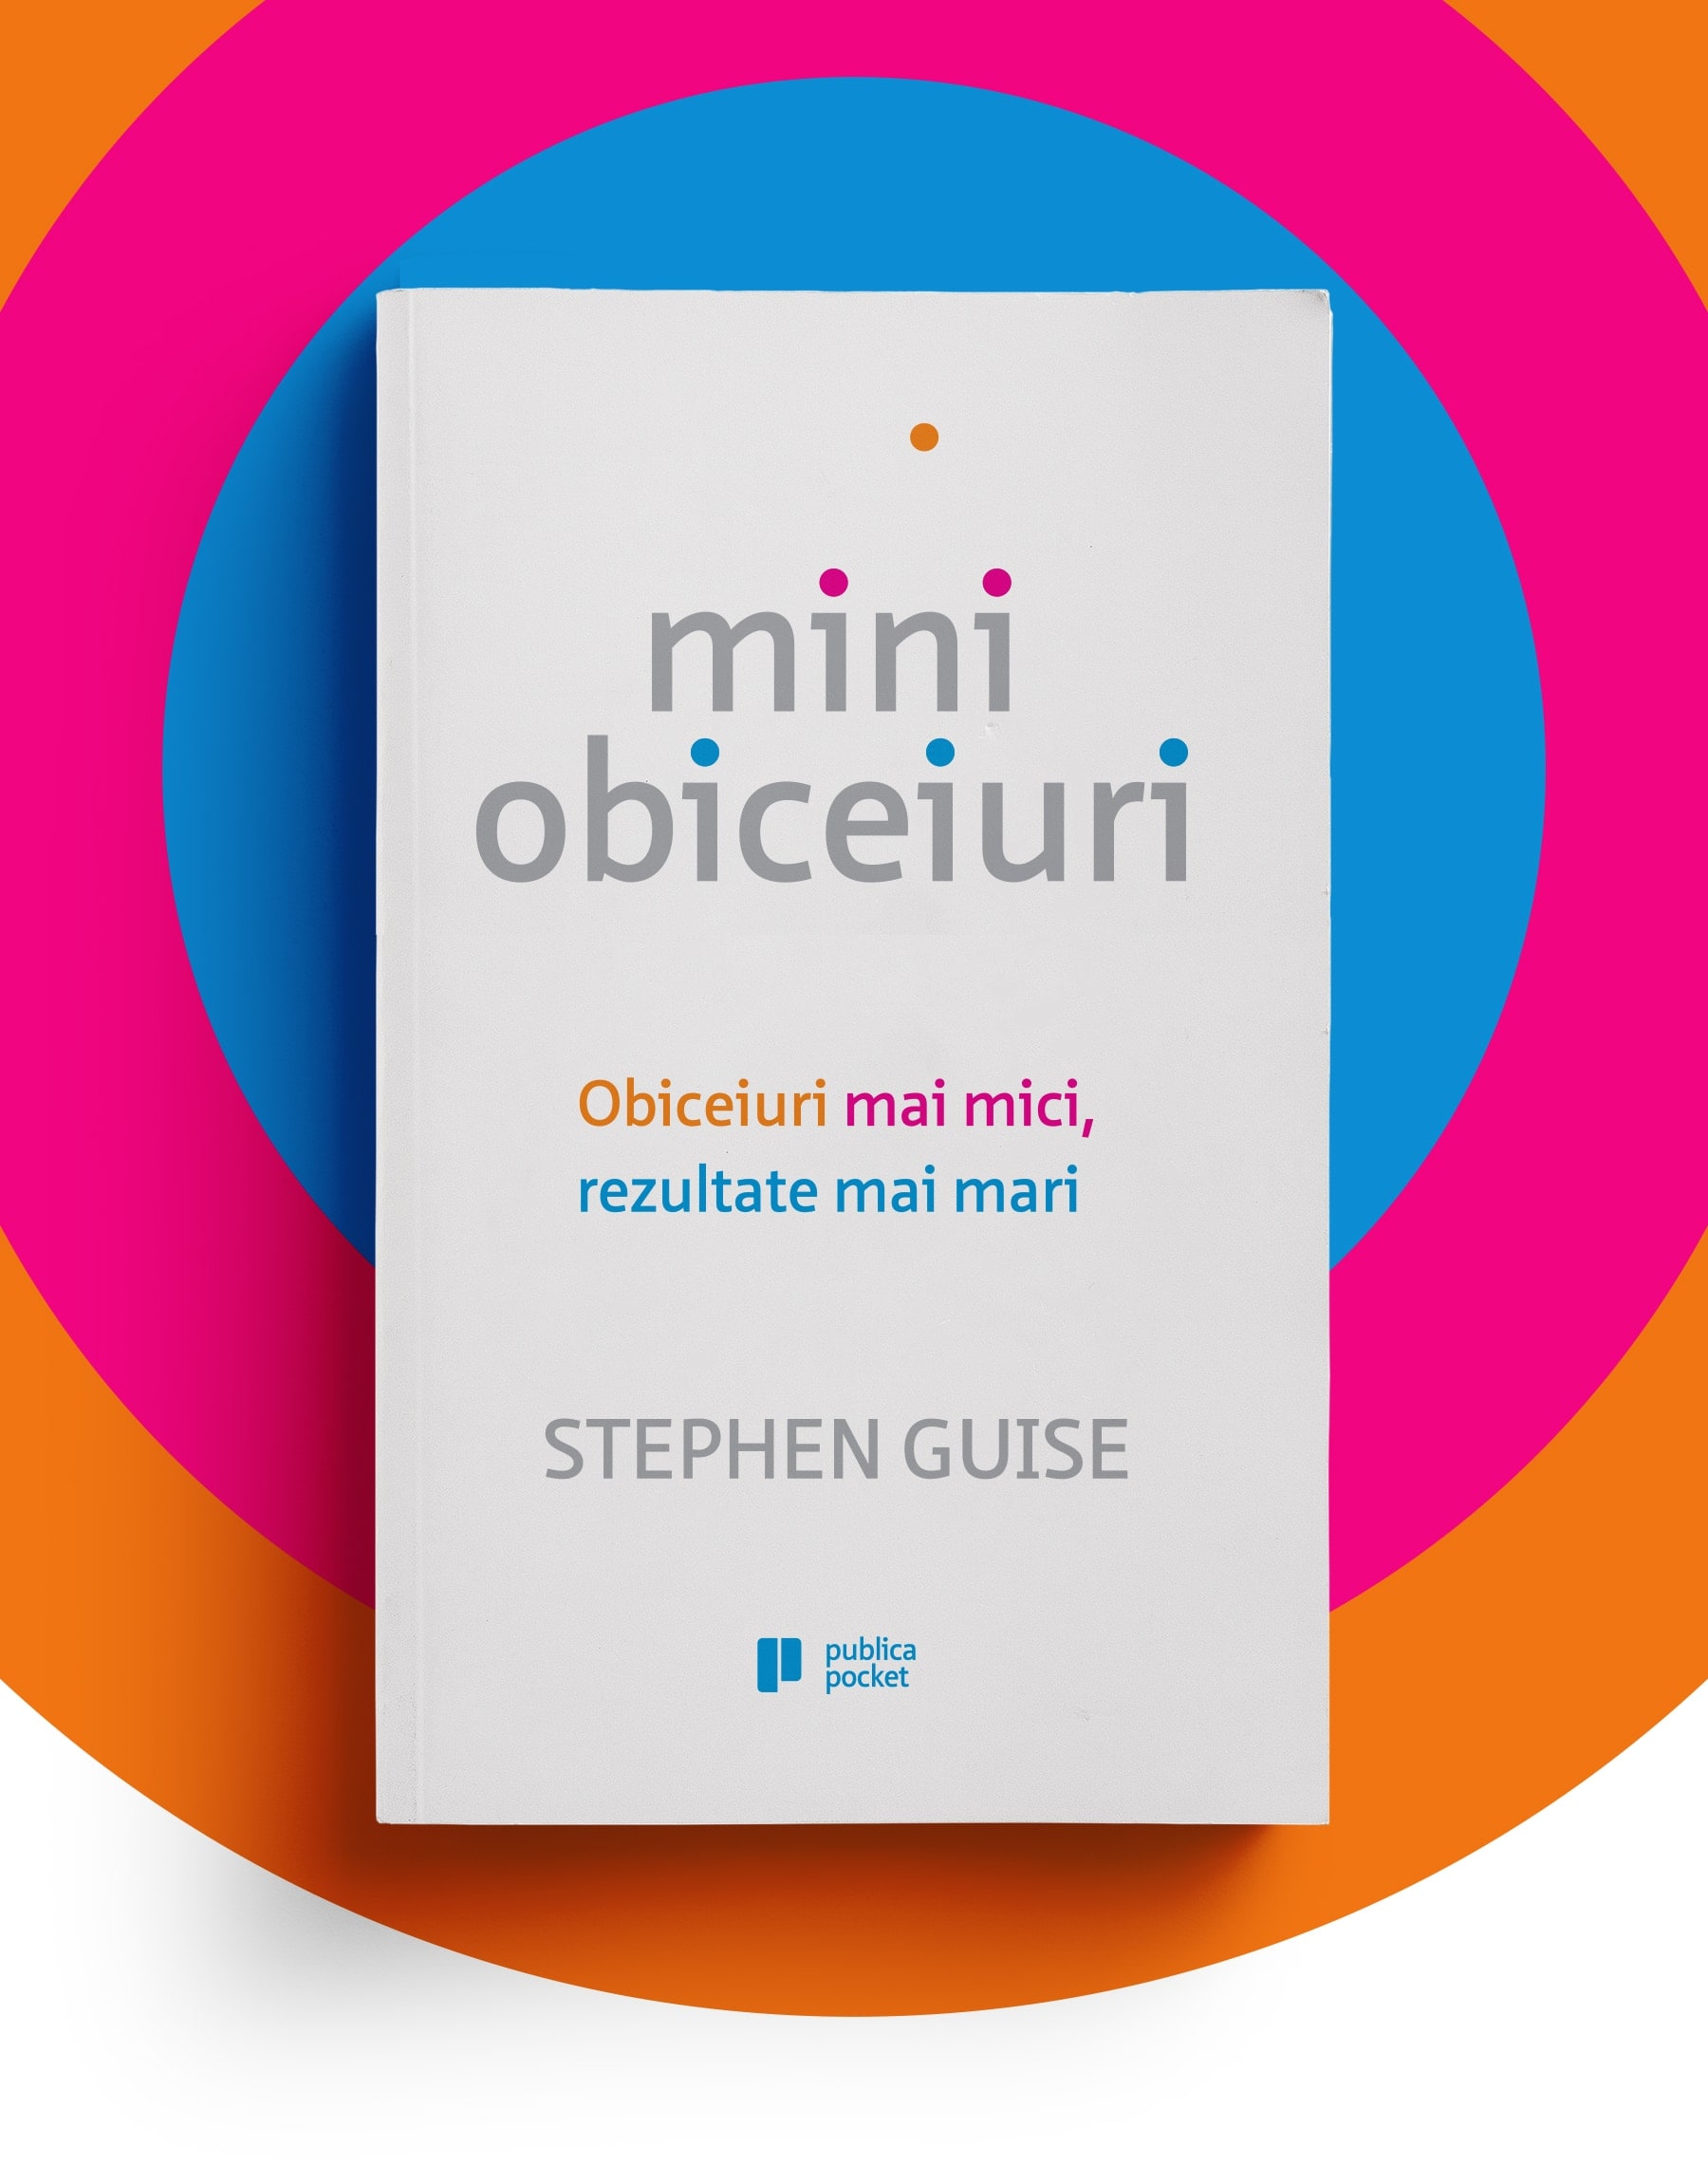 mini
obiceiuri
Obiceiuri mai mici,
rezultate mai mari
STEPHEN GUISE
publica
pocket